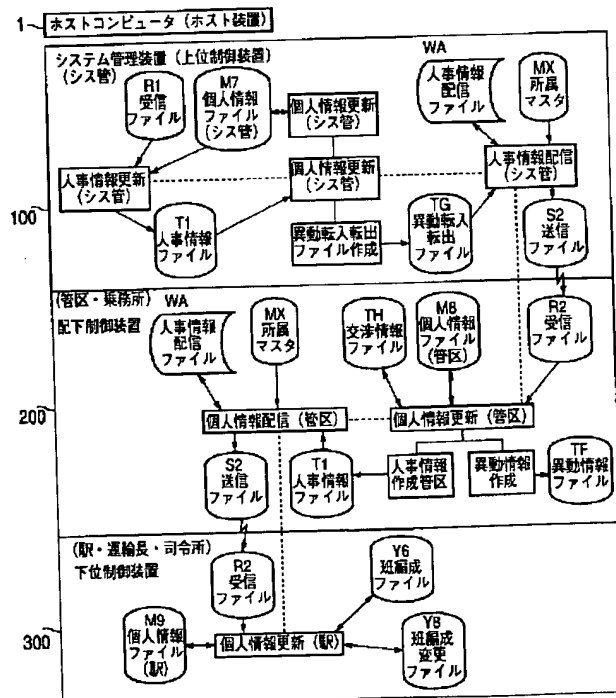 1
ホストコンピュータ（ホスト装置）
システム管理装置（上位制御装置）
（シス管）
R1
受信
ファイル
M7
個人情報
ファイル
（シス管）
個人情報更新
（シス管）
WA
人事情報
配信
ファイル
MX
所属
マスタ
人事情報更新
（シス管）
個人情報更新
（シス管）
人事情報配信
（シス管）
100
T1
人事情報
ファイル
異動転入転出
ファイル作成
TG
異動転入
転出
ファイル
S2
送信
ファイル
（管区・乗務所）
配下制御装置
WA
人事情報
配信
ファイル
MX
所属
マスタ
TH
交渉情報
ファイル
M8
個人情報
ファイル
（管区）
R2
受信
ファイル
200
個人情報配信（管区）
個人情報更新（管区）
S2
送信
ファイル
T1
人事情報
ファイル
人事情報
作成管区
異動情報
作成
TF
異動情報
ファイル
（駅・運輸長・司令所）
下位制御装置
R2
受信
ファイル
Y6
班編成
ファイル
300
M9
個人情報
ファイル
（駅）
個人情報更新（駅）
Y8
班編成
変更
ファイル